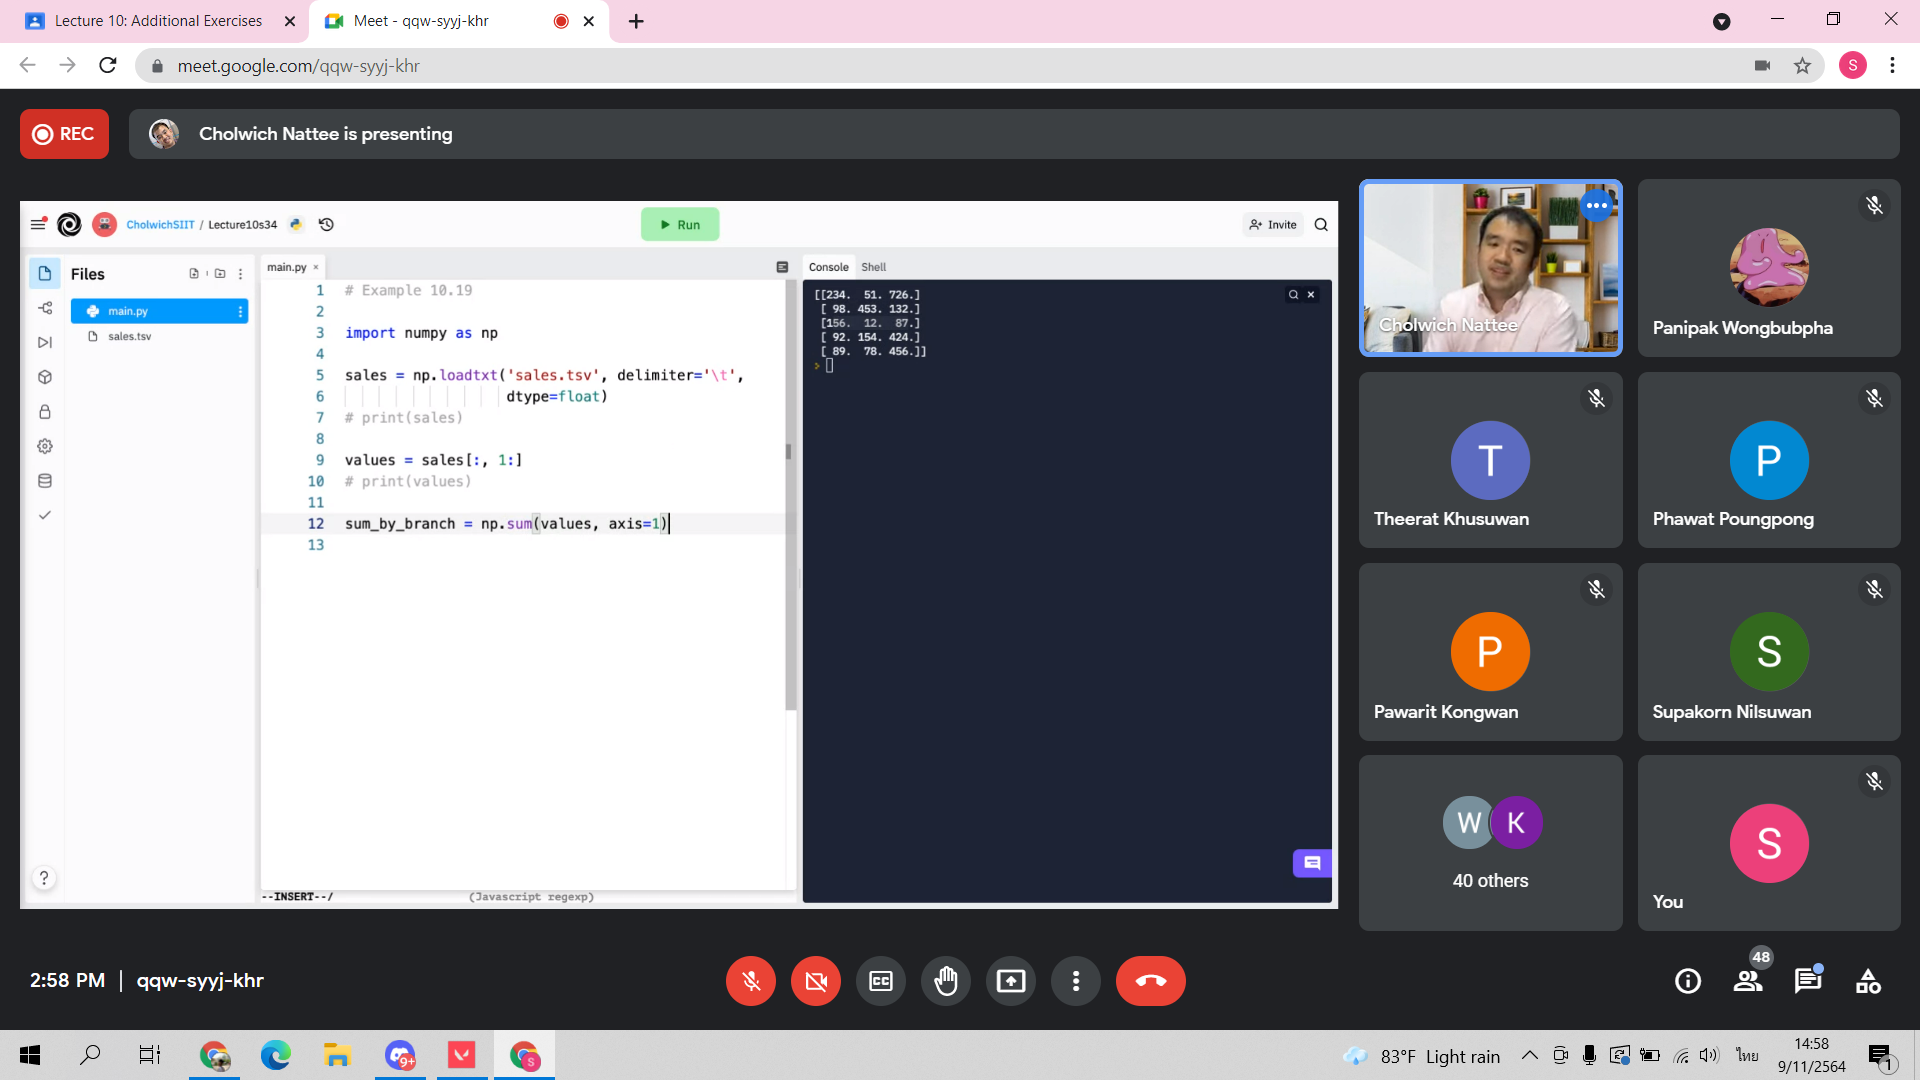 Lecture 10: Additional Exercises
Meet - qqw-syyj-khr
meet.google.com/qqw-syyj-khr
S
REC
Cholwich Nattee is presenting
CholwichSIIT / Lecture10s34
Run
Invite
Files
main.py
sales.tsv
main.py
1 # Example 10.19
2
3 import numpy as np
4
5 sales = np.loadtxt('sales.tsv', delimiter='\t',
6 dtype=float)
7 # print(sales)
8
9 values = sales[:, 1:]
10 # print(values)
11
12 sum_by_branch = np.sum(values, axis=1)
13
--INSERT--/
(Javascript regexp)
Console
Shell
[[234.  51. 726.]
[ 98. 453. 132.]
[156.  12.  87.]
[ 92. 154. 424.]
[ 89.  78. 456.]]
Cholwich Nattee
Panipak Wongbubpha
T
Theerat Khusuwan
P
Phawat Poungpong
P
Pawarit Kongwan
S
Supakorn Nilsuwan
W K
40 others
S
You
2:58 PM | qqw-syyj-khr
48
9+
S
83°F Light rain
ไทย
14:58
9/11/2564
1